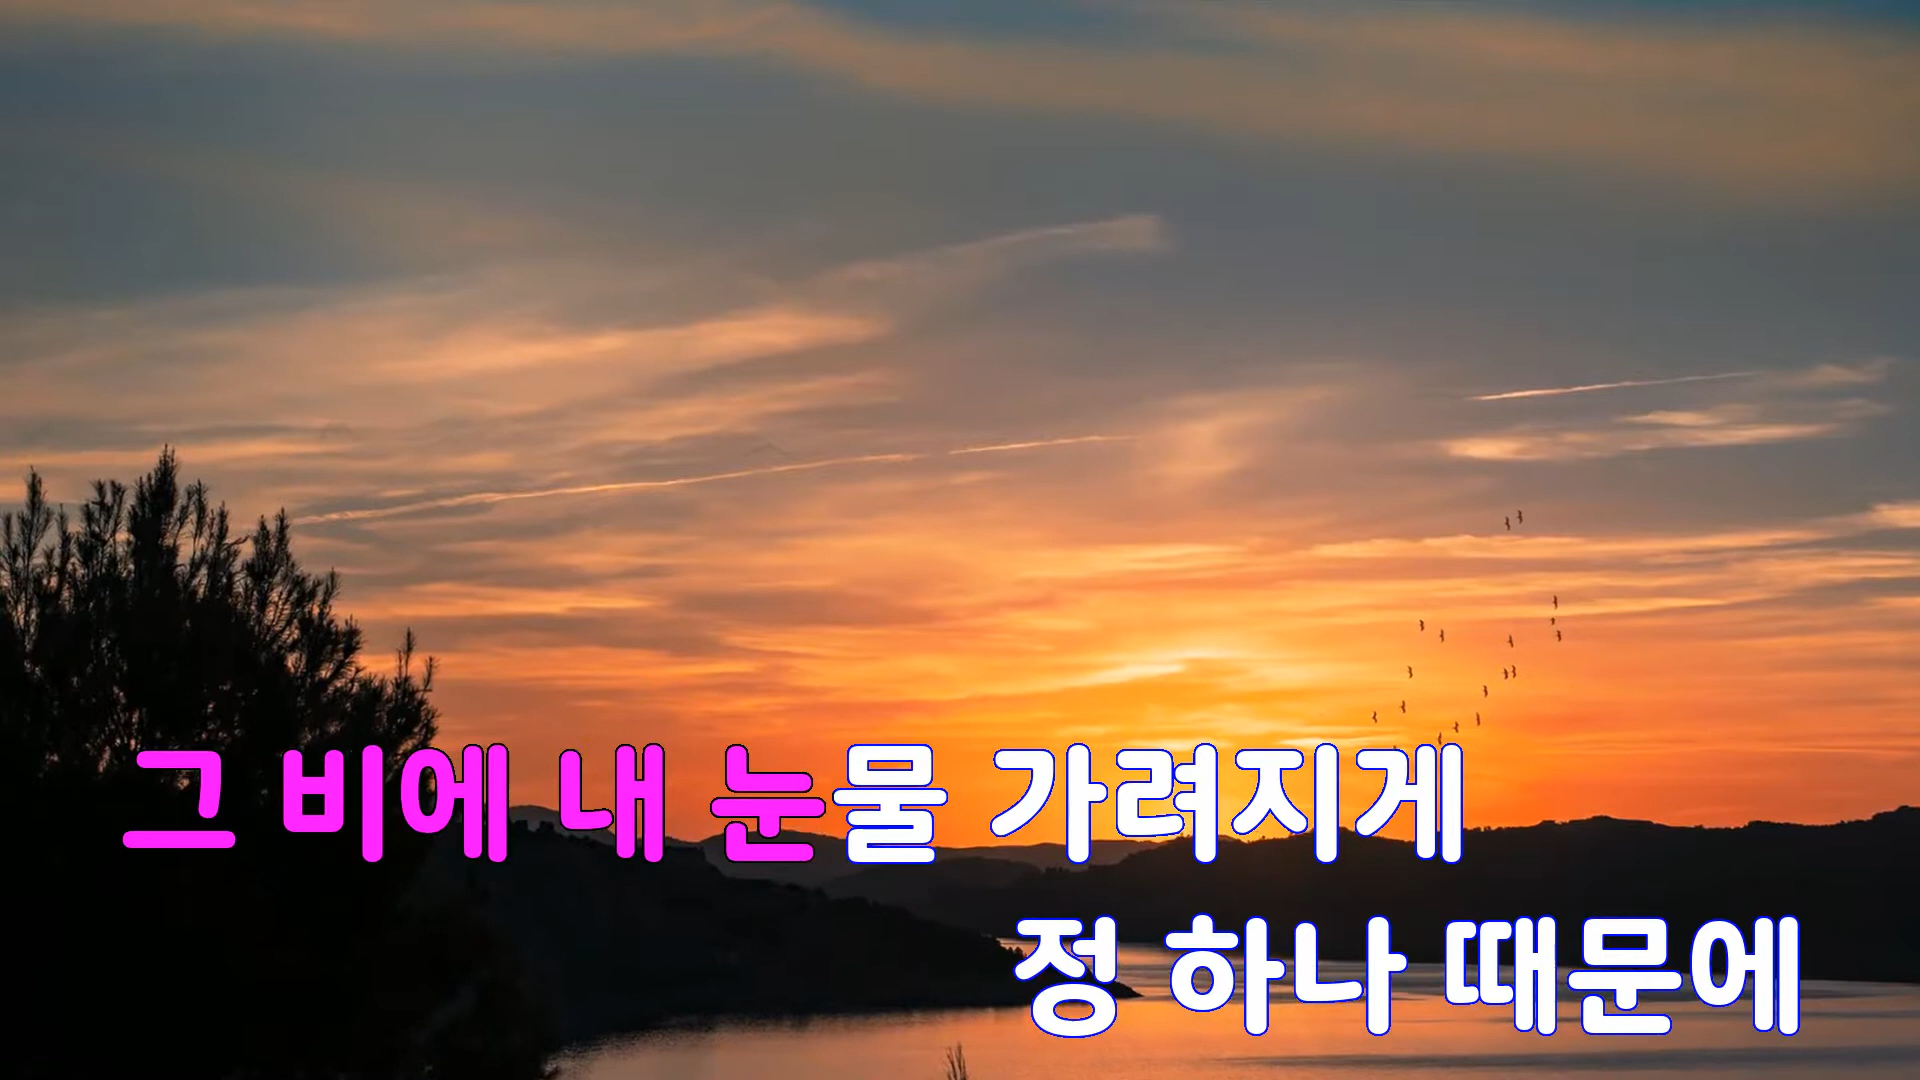 그 비에 내 눈물 가려지게
정 하나 때문에